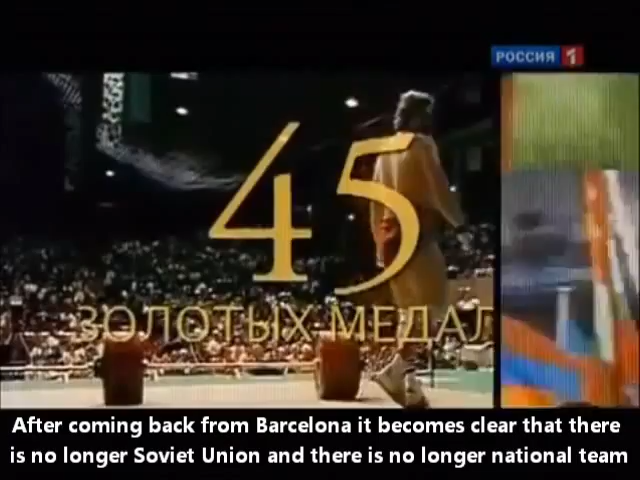 РОССИЯ 1
45
ЗОЛОТЫХ МЕДАЛ
After coming back from Barcelona it becomes clear that there
is no longer Soviet Union and there is no longer national team